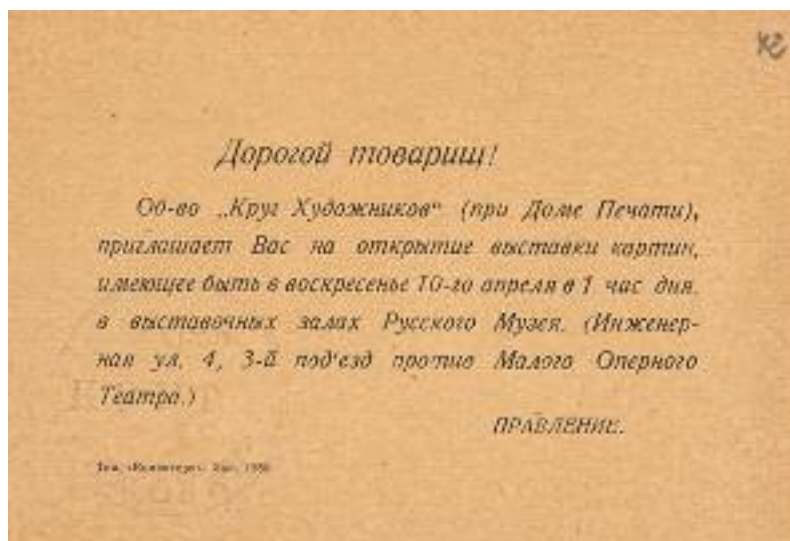 Дорогой товарищ!
Об-во „Круг Художников“ (при Доме Печати),
приглашает Вас на открытие выставки картин,
имеющее быть в воскресенье 10-го апреля в 1 час дня.
в выставочных залах Русского Музея. (Инженер-
ная ул. 4, 3-й под'езд против Малого Оперного
Театра.)
ПРАВЛЕНИЕ.
Тип. Зак.